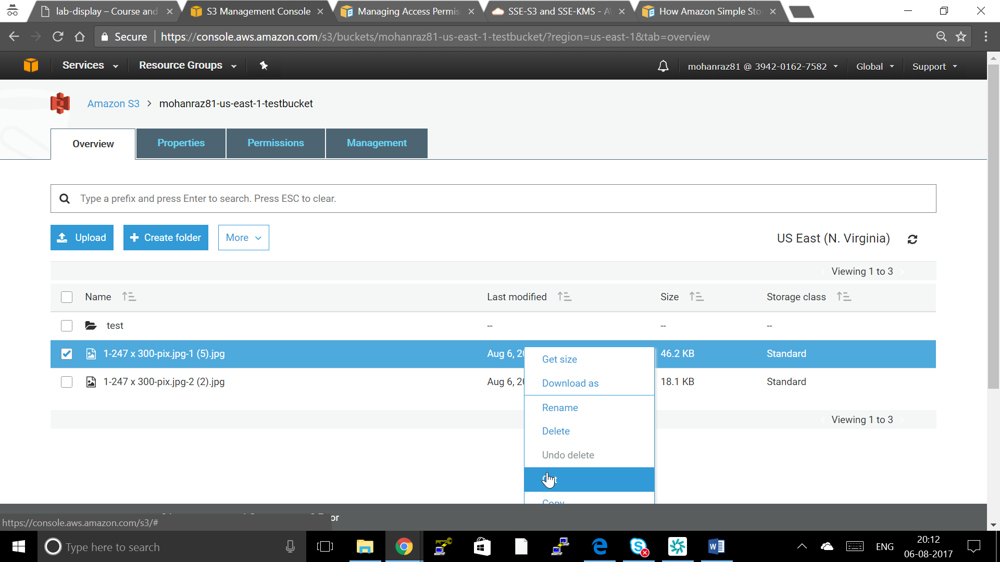 lab-display – Course and
S3 Management Console
Managing Access Permis
SSE-S3 and SSE-KMS - A
How Amazon Simple Sto
Secure
https://console.aws.amazon.com/s3/buckets/mohanraz81-us-east-1-testbucket/?region=us-east-1&tab=overview
Services
Resource Groups
mohanraz81 @ 3942-0162-7582
Global
Support
Amazon S3 > mohanraz81-us-east-1-testbucket
Overview
Properties
Permissions
Management
Type a prefix and press Enter to search. Press ESC to clear.
Upload
+ Create folder
More
US East (N. Virginia)
Viewing 1 to 3
Name
Last modified
Size
Storage class
test
--
--
--
1-247 x 300-pix.jpg-1 (5).jpg
Aug 6, 20
46.2 KB
Standard
1-247 x 300-pix.jpg-2 (2).jpg
Aug 6, 20
18.1 KB
Standard
Get size
Download as
Rename
Delete
Undo delete
Copy
Viewing 1 to 3
https://console.aws.amazon.com/s3/#
Type here to search
ENG
20:12
06-08-2017